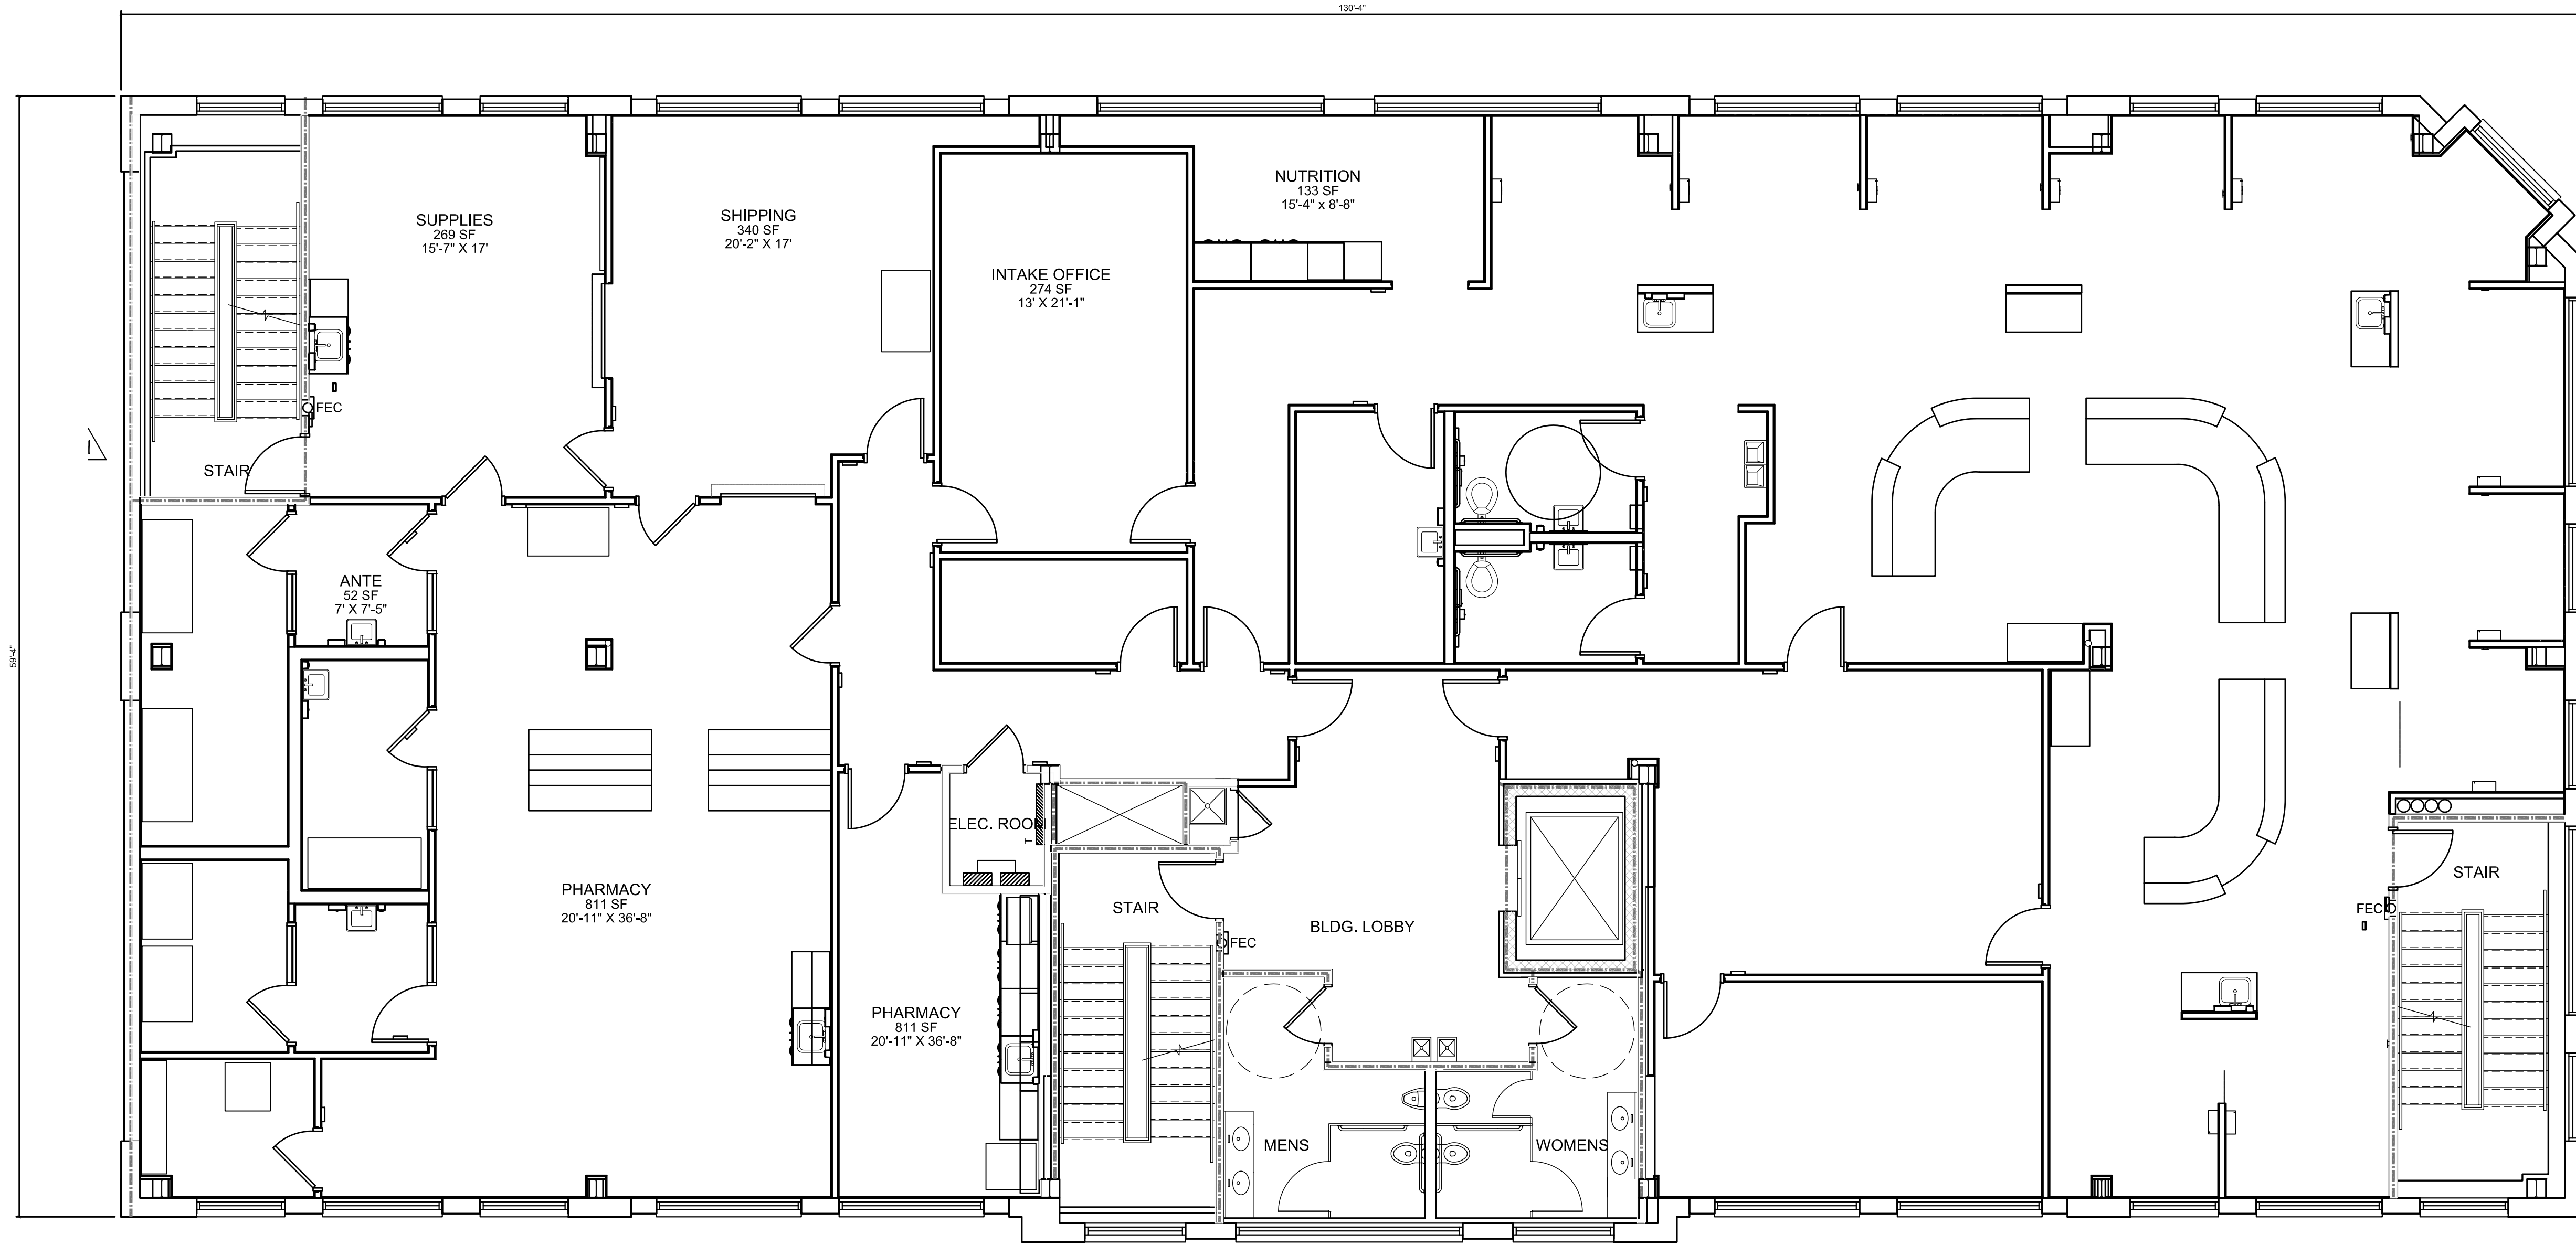 130'-4"
59'-4"
SUPPLIES
269 SF
15'-7" X 17'
SHIPPING
340 SF
20'-2" X 17'
INTAKE OFFICE
274 SF
13' X 21'-1"
NUTRITION
133 SF
15'-4" x 8'-8"
FEC
STAIR
ANTE
52 SF
7' X 7'-5"
ELEC. ROOM
T
PHARMACY
811 SF
20'-11" X 36'-8"
STAIR
BLDG. LOBBY
FEC
STAIR
FEC
PHARMACY
811 SF
20'-11" X 36'-8"
MENS
WOMENS